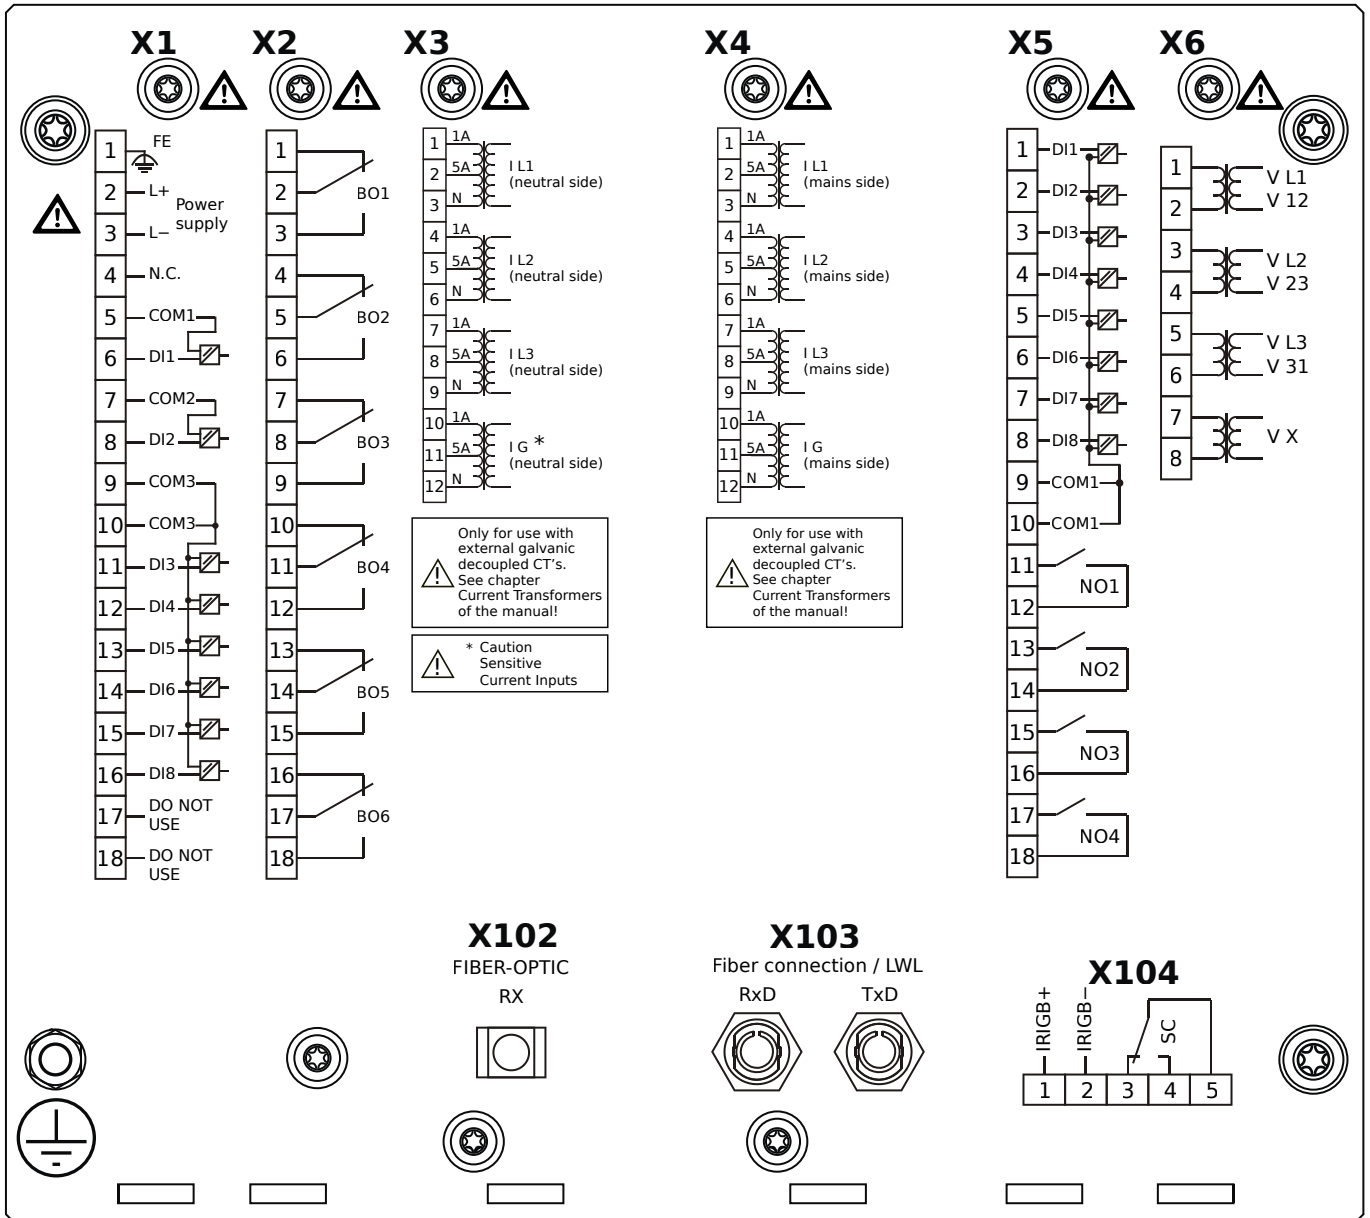 X1 X2 X3 X4 X5 X6
1 FE
2 L+
Power
supply
3 L−
4 N.C.
5 COM1
6 DI1
7 COM2
8 DI2
9 COM3
10 COM3
11 DI3
12 DI4
13 DI5
14 DI6
15 DI7
16 DI8
17 DO NOT
USE
18 DO NOT
USE
1
2 BO1
3
4
5 BO2
6
7
8 BO3
9
10
11 BO4
12
13
14 BO5
15
16
17 BO6
18
1 1A
2 5A I L1
(neutral side)
3 N
4 1A
5 5A I L2
(neutral side)
6 N
7 1A
8 5A I L3
(neutral side)
9 N
10 1A
11 5A I G *
(neutral side)
12 N
Only for use with
external galvanic
decoupled CT’s.
See chapter
Current Transformers
of the manual!
* Caution
Sensitive
Current Inputs
1 1A
2 5A I L1
(mains side)
3 N
4 1A
5 5A I L2
(mains side)
6 N
7 1A
8 5A I L3
(mains side)
9 N
10 1A
11 5A I G
(mains side)
12 N
Only for use with
external galvanic
decoupled CT’s.
See chapter
Current Transformers
of the manual!
1 DI1
2 DI2
3 DI3
4 DI4
5 DI5
6 DI6
7 DI7
8 DI8
9 COM1
10 COM1
11
NO1
12
13
NO2
14
15
NO3
16
17
NO4
18
1 V L1
2 V 12
3 V L2
4 V 23
5 V L3
6 V 31
7
V X
8
X102
FIBER-OPTIC
RX
X103
Fiber connection / LWL
RxD TxD
X104
IRIGB+ IRIGB− SC
1 2 3 4 5